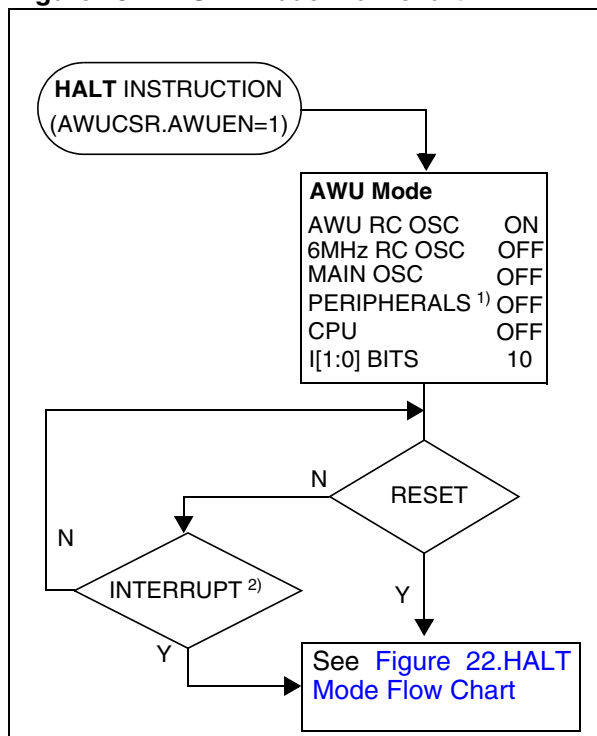 HALT INSTRUCTION
(AWUCSR.AWUEN=1)
AWU Mode
AWU RC OSC ON
6MHz RC OSC OFF
MAIN OSC OFF
PERIPHERALS 1) OFF
CPU OFF
I[1:0] BITS 10
N
RESET
N
INTERRUPT 2)
Y
Y
See Figure 22.HALT
Mode Flow Chart